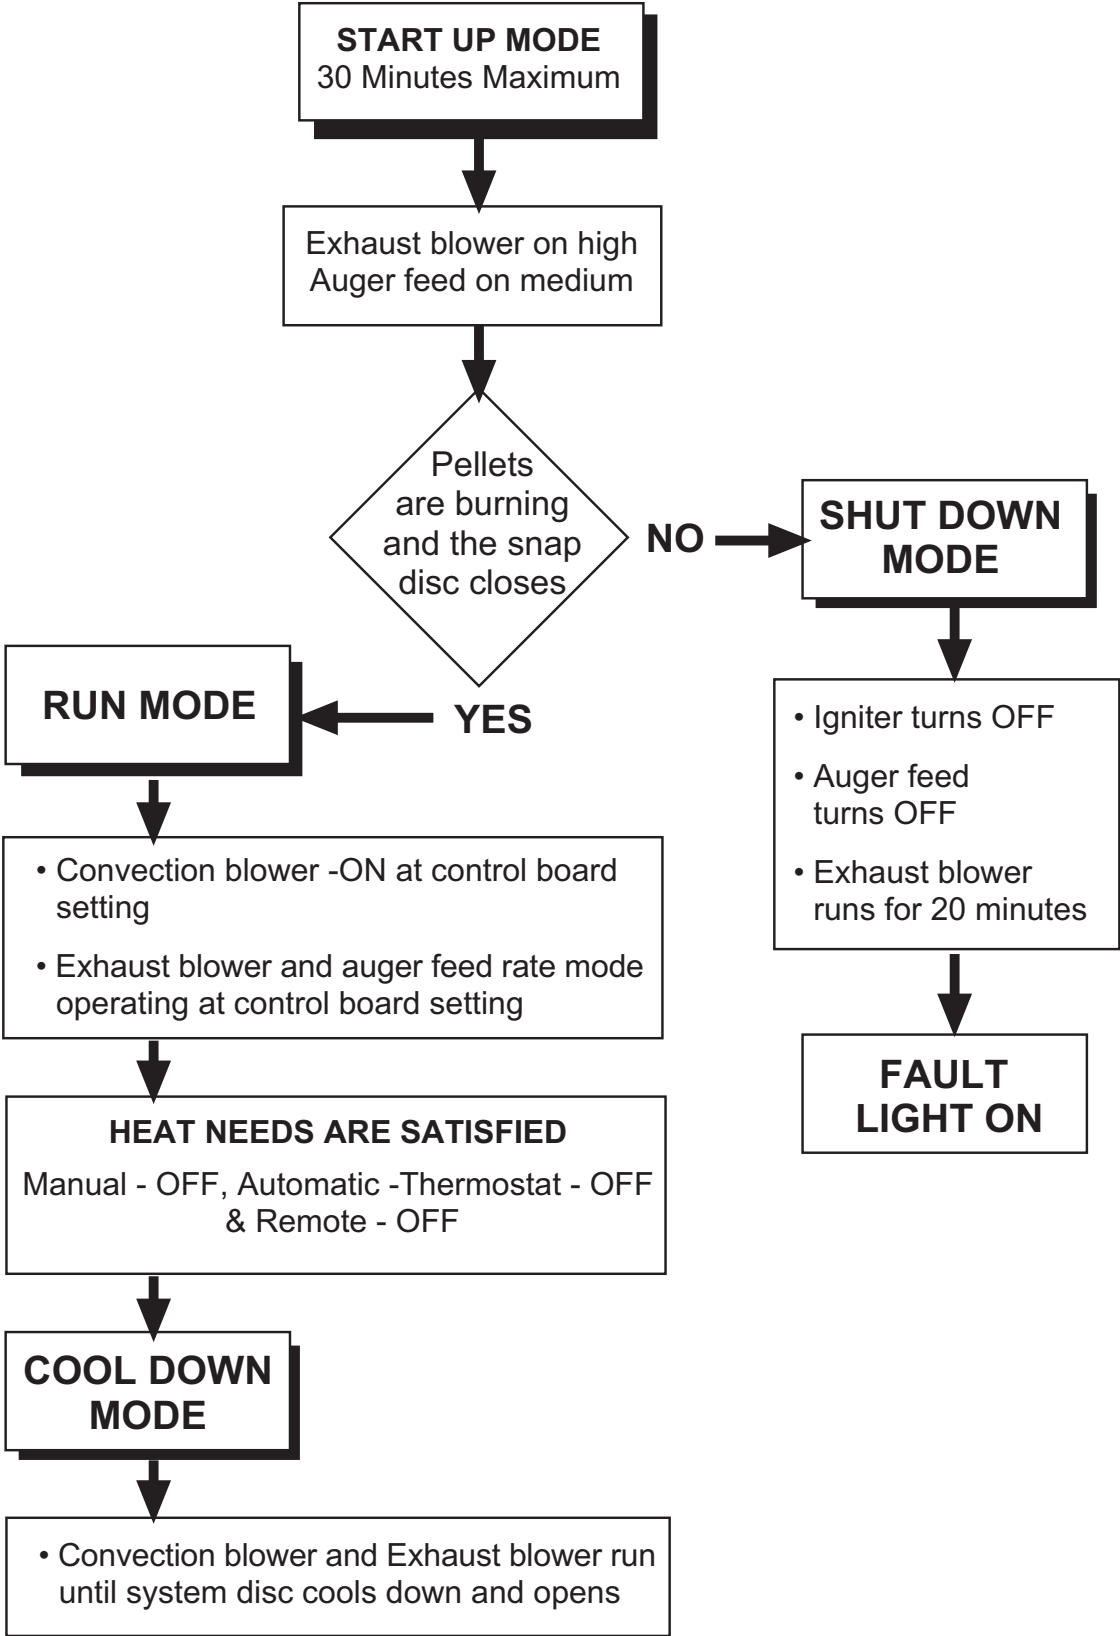 START UP MODE
30 Minutes Maximum
Exhaust blower on high
Auger feed on medium
Pellets
are burning
and the snap
disc closes
NO
SHUT DOWN
MODE
• Igniter turns OFF
• Auger feed
turns OFF
• Exhaust blower
runs for 20 minutes
FAULT
LIGHT ON
YES
RUN MODE
• Convection blower -ON at control board
setting
• Exhaust blower and auger feed rate mode
operating at control board setting
HEAT NEEDS ARE SATISFIED
Manual - OFF, Automatic -Thermostat - OFF
& Remote - OFF
COOL DOWN
MODE
• Convection blower and Exhaust blower run
until system disc cools down and opens